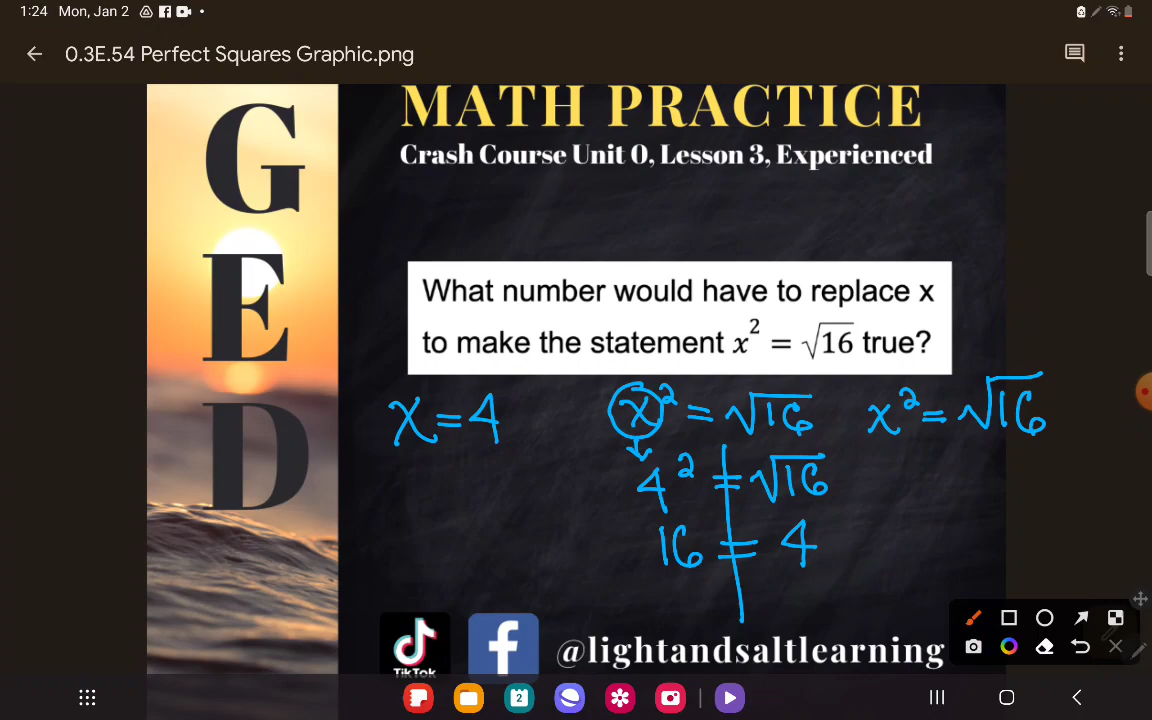 1:24 Mon, Jan 2
0.3E.54 Perfect Squares Graphic.png
GED
MATH PRACTICE
Crash Course Unit 0, Lesson 3, Experienced
What number would have to replace x
to make the statement x² = √16 true?
x = 4 x² = √16 x² = √16
4² = √16
16 = 4
TikTok
@lightandsaltlearning
2